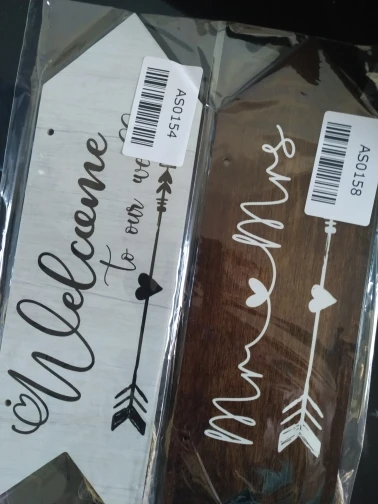 AS0154
Welcome
to our
AS0158
Mr Mrs